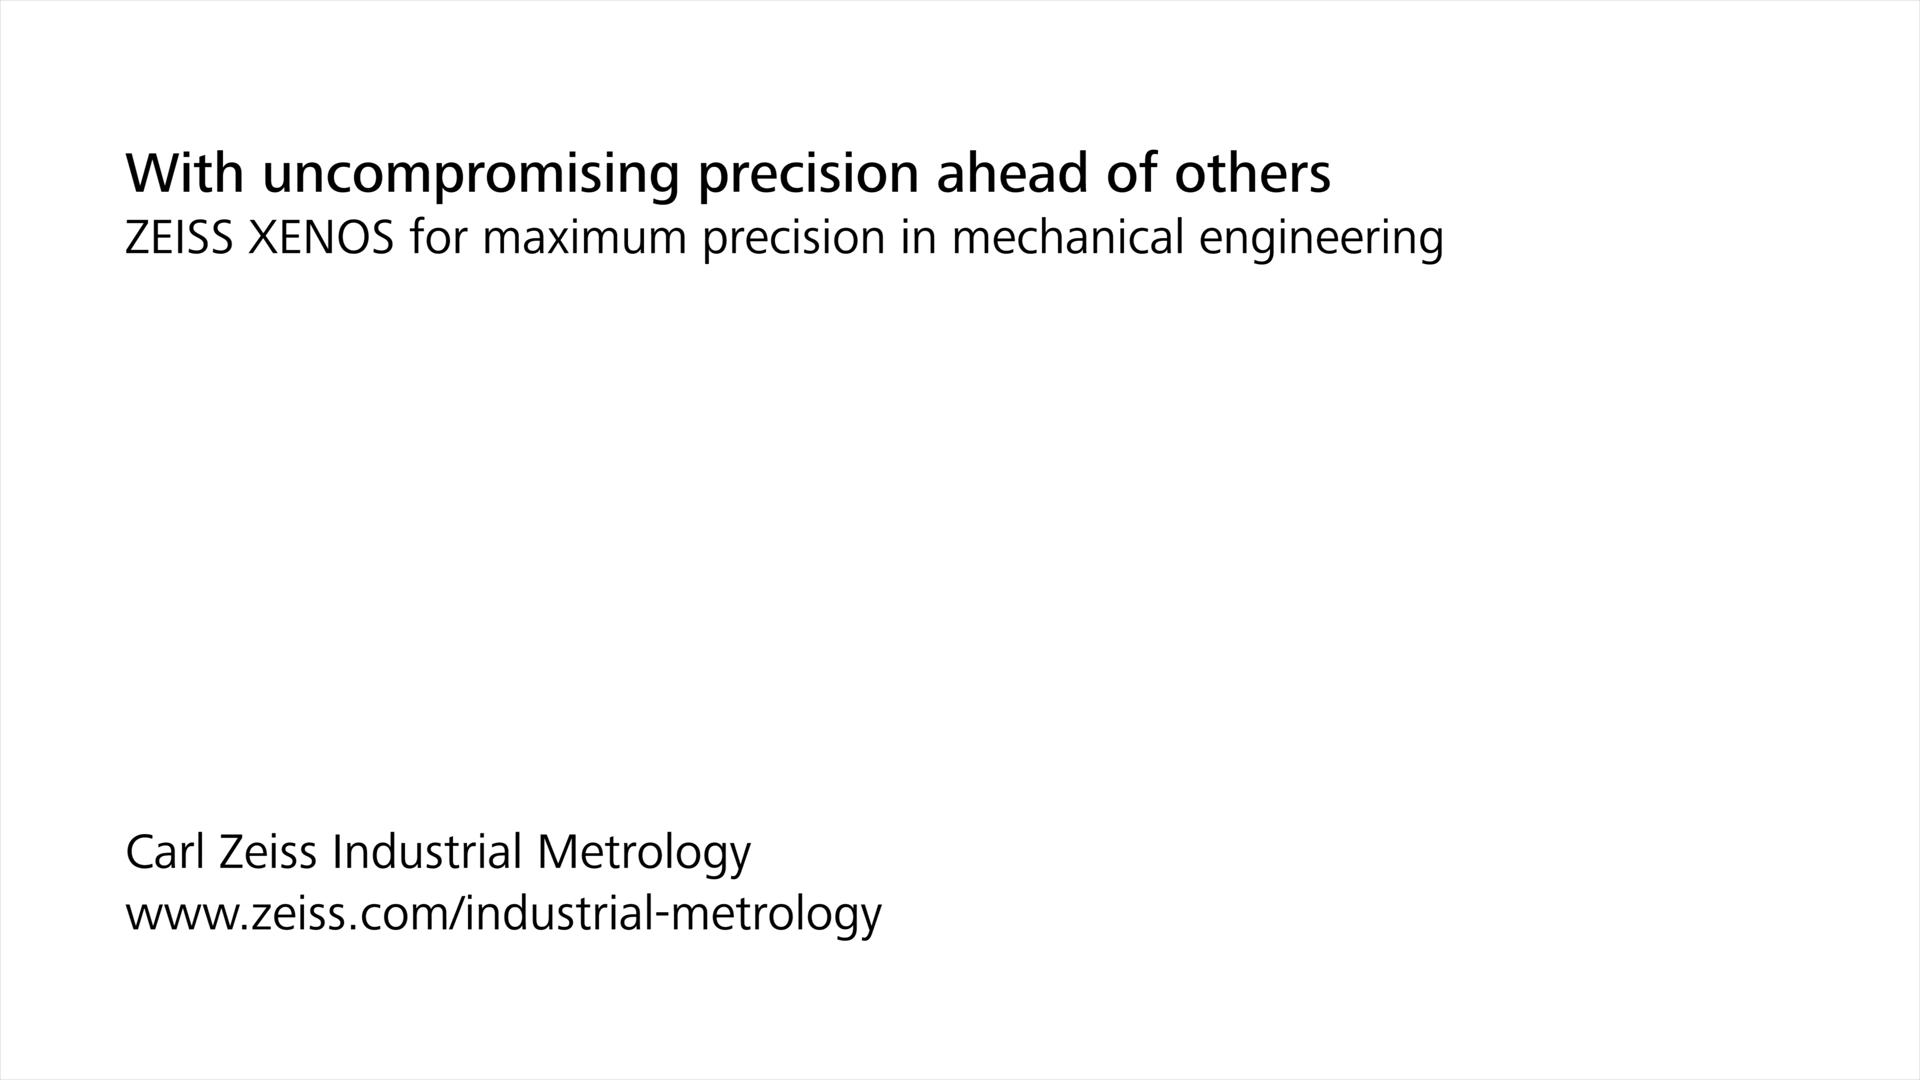 With uncompromising precision ahead of others
ZEISS XENOS for maximum precision in mechanical engineering
Carl Zeiss Industrial Metrology
www.zeiss.com/industrial-metrology